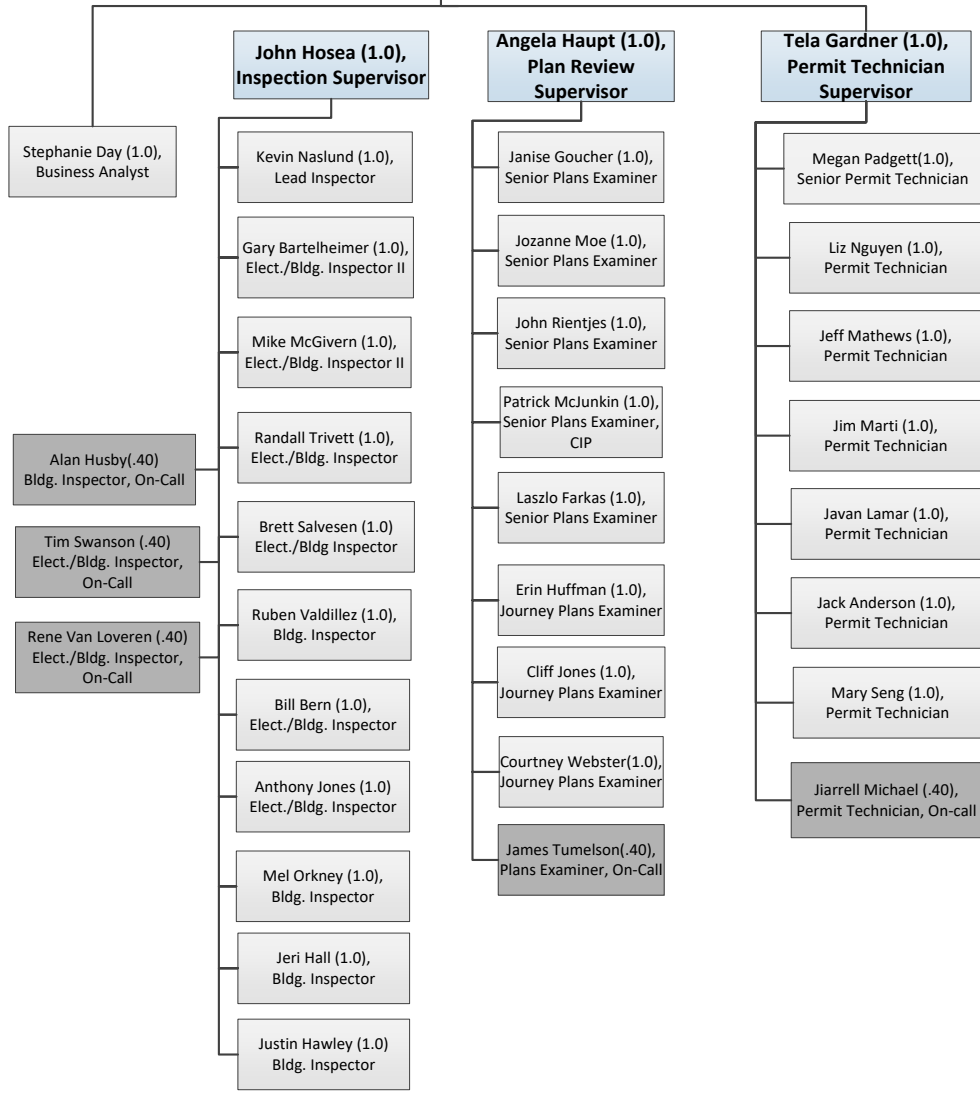 Stephanie Day (1.0),
Business Analyst
John Hosea (1.0),
Inspection Supervisor
Kevin Naslund (1.0),
Lead Inspector
Gary Bartelheimer (1.0),
Elect./Bldg. Inspector II
Mike McGivern (1.0),
Elect./Bldg. Inspector II
Randall Trivett (1.0),
Elect./Bldg. Inspector
Alan Husby(.40)
Bldg. Inspector, On-Call
Brett Salvesen (1.0)
Elect./Bldg Inspector
Tim Swanson (.40)
Elect./Bldg. Inspector,
On-Call
Ruben Valdillez (1.0),
Bldg. Inspector
Rene Van Loveren (.40)
Elect./Bldg. Inspector,
On-Call
Bill Bern (1.0),
Elect./Bldg. Inspector
Anthony Jones (1.0)
Elect./Bldg. Inspector
Mel Orkney (1.0),
Bldg. Inspector
Jeri Hall (1.0),
Bldg. Inspector
Justin Hawley (1.0)
Bldg. Inspector
Angela Haupt (1.0),
Plan Review
Supervisor
Janise Goucher (1.0),
Senior Plans Examiner
Jozanne Moe (1.0),
Senior Plans Examiner
John Rientjes (1.0),
Senior Plans Examiner
Patrick McJunkin (1.0),
Senior Plans Examiner,
CIP
Laszlo Farkas (1.0),
Senior Plans Examiner
Erin Huffman (1.0),
Journey Plans Examiner
Cliff Jones (1.0),
Journey Plans Examiner
Courtney Webster(1.0),
Journey Plans Examiner
James Tumelson(.40),
Plans Examiner, On-Call
Tela Gardner (1.0),
Permit Technician
Supervisor
Megan Padgett(1.0),
Senior Permit Technician
Liz Nguyen (1.0),
Permit Technician
Jeff Mathews (1.0),
Permit Technician
Jim Marti (1.0),
Permit Technician
Javan Lamar (1.0),
Permit Technician
Jack Anderson (1.0),
Permit Technician
Mary Seng (1.0),
Permit Technician
Jiarrell Michael (.40),
Permit Technician, On-call